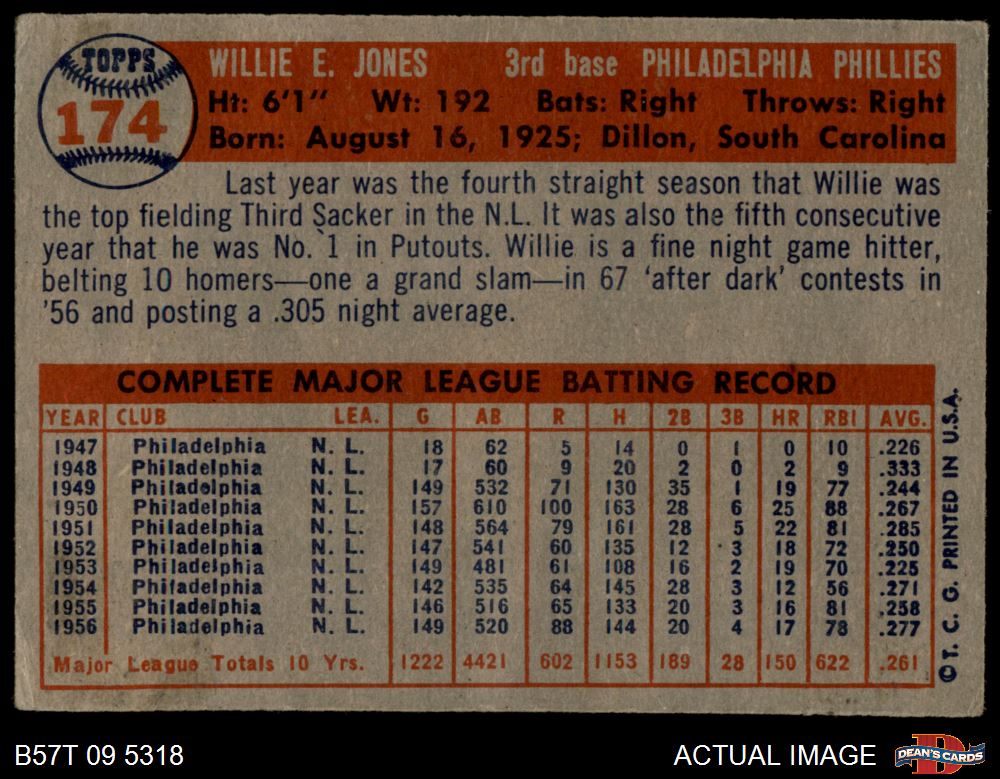 TOPPS
174
WILLIE E. JONES 3rd base PHILADELPHIA PHILLIES
Ht: 6'1" Wt: 192 Bats: Right Throws: Right
Born: August 16, 1925; Dillon, South Carolina
Last year was the fourth straight season that Willie was
the top fielding Third Sacker in the N.L. It was also the fifth consecutive
year that he was No. 1 in Putouts. Willie is a fine night game hitter,
belting 10 homers—one a grand slam—in 67 'after dark' contests in
'56 and posting a .305 night average.
COMPLETE MAJOR LEAGUE BATTING RECORD
YEAR CLUB LEA. G AB R H 2B 3B HR RBI AVG.
1947 Philadelphia N. L. 18 62 5 14 0 1 0 10 .226
1948 Philadelphia N. L. 17 60 9 20 2 0 2 9 .333
1949 Philadelphia N. L. 149 532 71 130 35 1 19 77 .244
1950 Philadelphia N. L. 157 610 100 163 28 6 25 88 .267
1951 Philadelphia N. L. 148 564 79 161 28 5 22 81 .285
1952 Philadelphia N. L. 147 541 60 135 12 3 18 72 .250
1953 Philadelphia N. L. 149 481 61 108 16 2 19 70 .225
1954 Philadelphia N. L. 142 535 64 145 28 3 12 56 .271
1955 Philadelphia N. L. 146 516 65 133 20 3 16 81 .258
1956 Philadelphia N. L. 149 520 88 144 20 4 17 78 .277
Major League Totals 10 Yrs. 1222 4421 602 1153 189 28 150 622 .261
© T. C. G. PRINTED IN U.S.A.
B57T 09 5318
ACTUAL IMAGE
B
DEAN'S CARDS